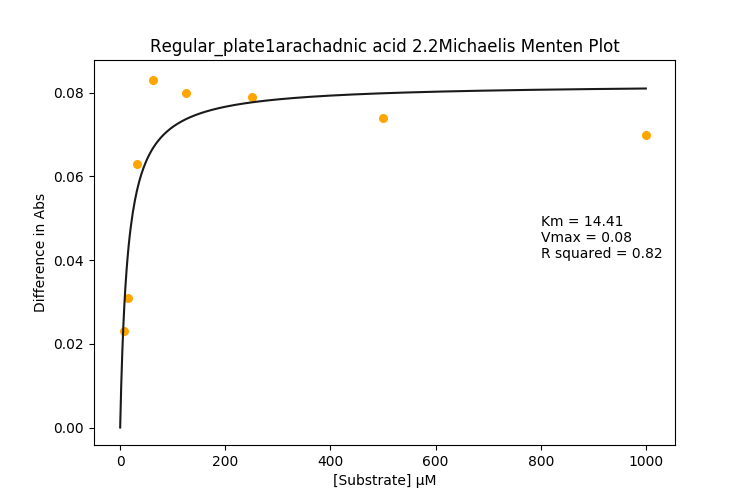 Regular_plate1arachadnic acid 2.2Michaelis Menten Plot
0.08
0.06
0.04
0.02
0.00
Difference in Abs
Km = 14.41
Vmax = 0.08
R squared = 0.82
0 200 400 600 800 1000
[Substrate] μM